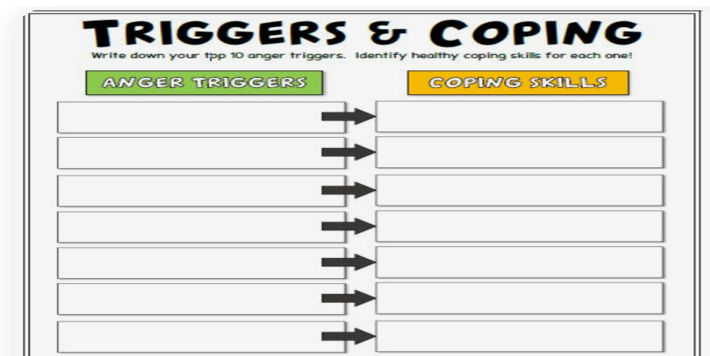 TRIGGERS & COPING
Write down your top 10 anger triggers. Identify healthy coping skills for each one!
ANGER TRIGGERS
COPING SKILLS